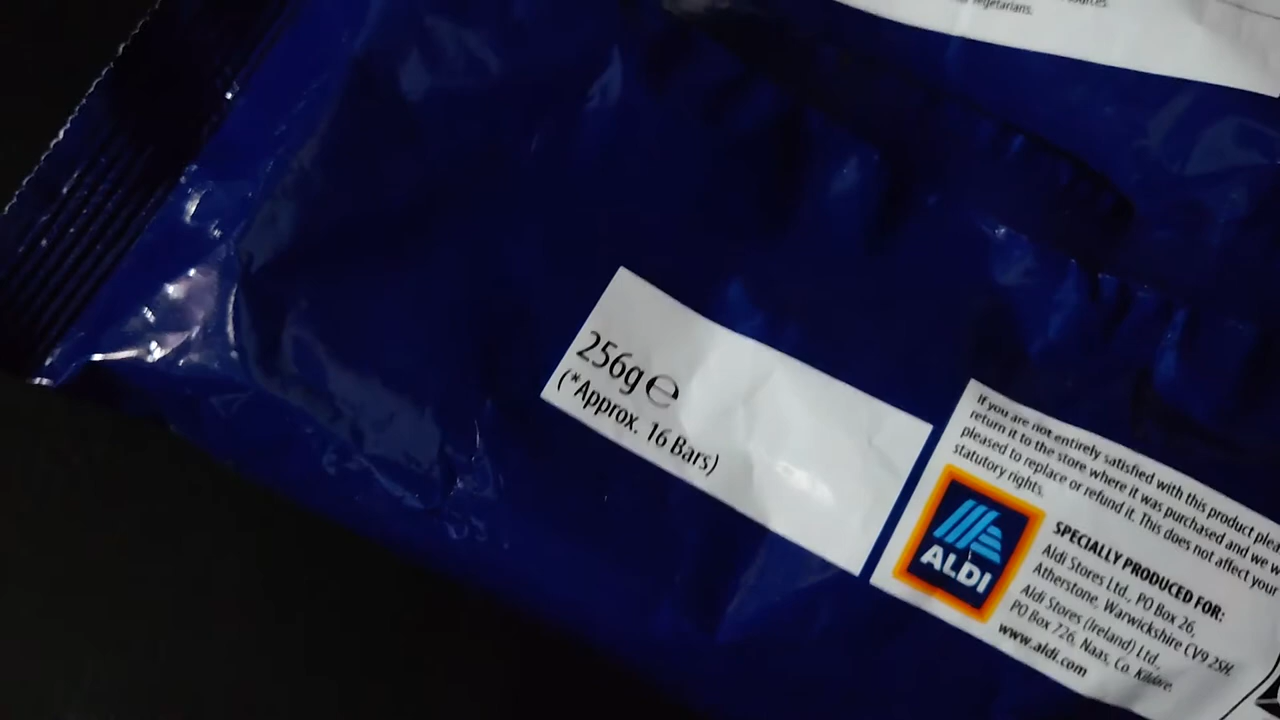 vegetarians.
256g ℮
(*Approx. 16 Bars)
If you are not entirely satisfied with this product
return it to the store where it was purchased and we
pleased to replace or refund it. This does not affect your
statutory rights.
ALDI
SPECIALLY PRODUCED FOR:
Aldi Stores Ltd., PO Box 26,
Atherstone, Warwickshire CV9 2SH.
Aldi Stores (Ireland) Ltd.,
PO Box 726, Naas, Co. Kildare.
www.aldi.com